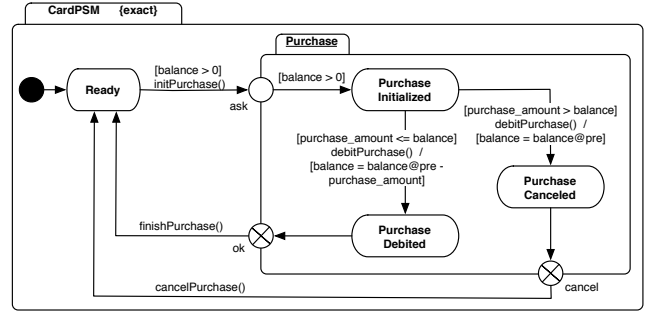 CardPSM {exact}
Purchase
[balance > 0]
initPurchase()
Ready
ask
[balance > 0]
Purchase
Initialized
[purchase_amount > balance]
debitPurchase() /
[balance = balance@pre]
[purchase_amount <= balance]
debitPurchase() /
[balance = balance@pre -
purchase_amount]
Purchase
Canceled
finishPurchase()
ok
Purchase
Debited
cancelPurchase()
cancel